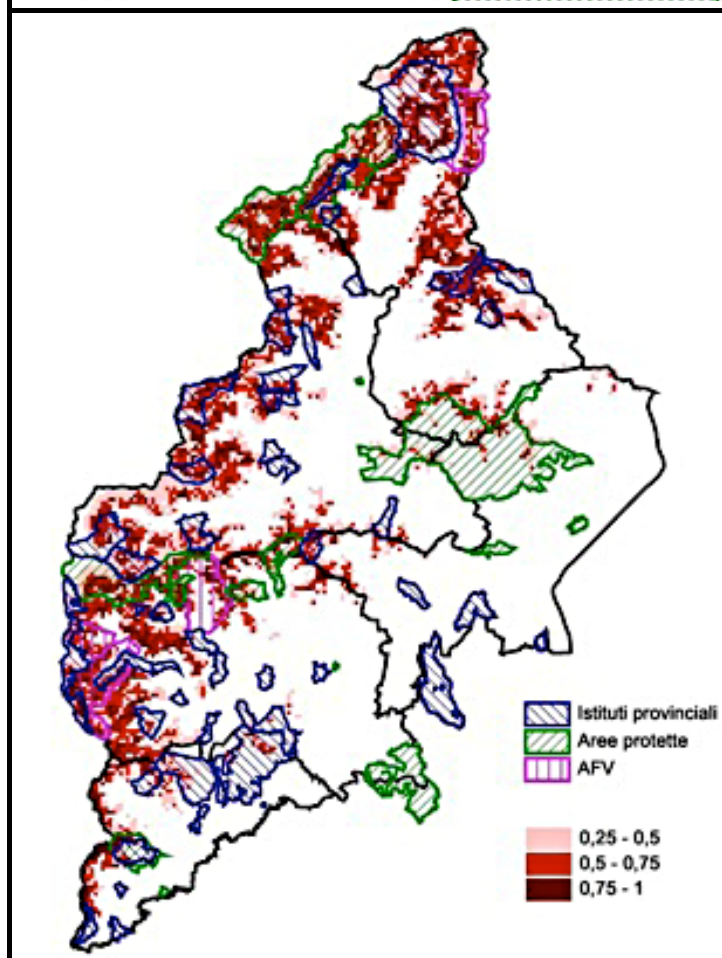 Istituti provinciali
Aree protette
AFV
0,25 - 0,5
0,5 - 0,75
0,75 - 1